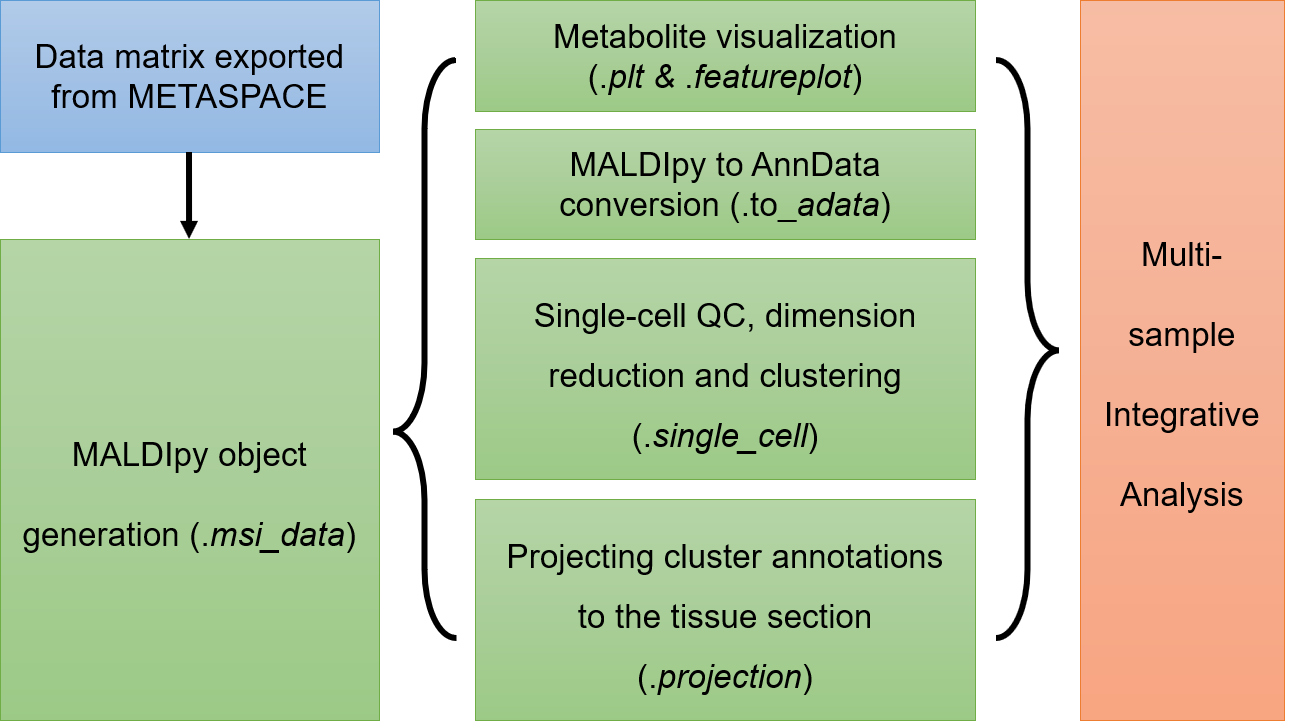 Data matrix exported
from METASPACE
MALDIpy object
generation (.msi_data)
Metabolite visualization
(.plt & .featureplot)
MALDIpy to AnnData
conversion (.to_adata)
Single-cell QC, dimension
reduction and clustering
(.single_cell)
Projecting cluster annotations
to the tissue section
(.projection)
Multi-
sample
Integrative
Analysis